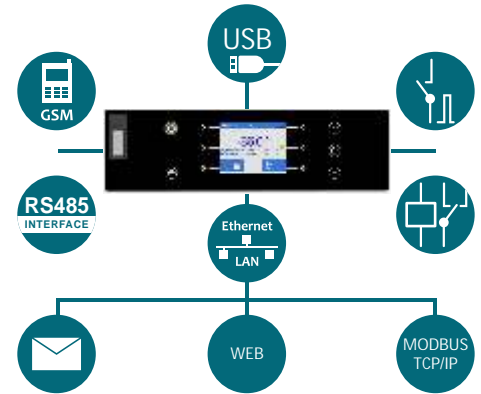 USB
GSM
RS485
INTERFACE
Ethernet
LAN
WEB
MODBUS
TCP/IP